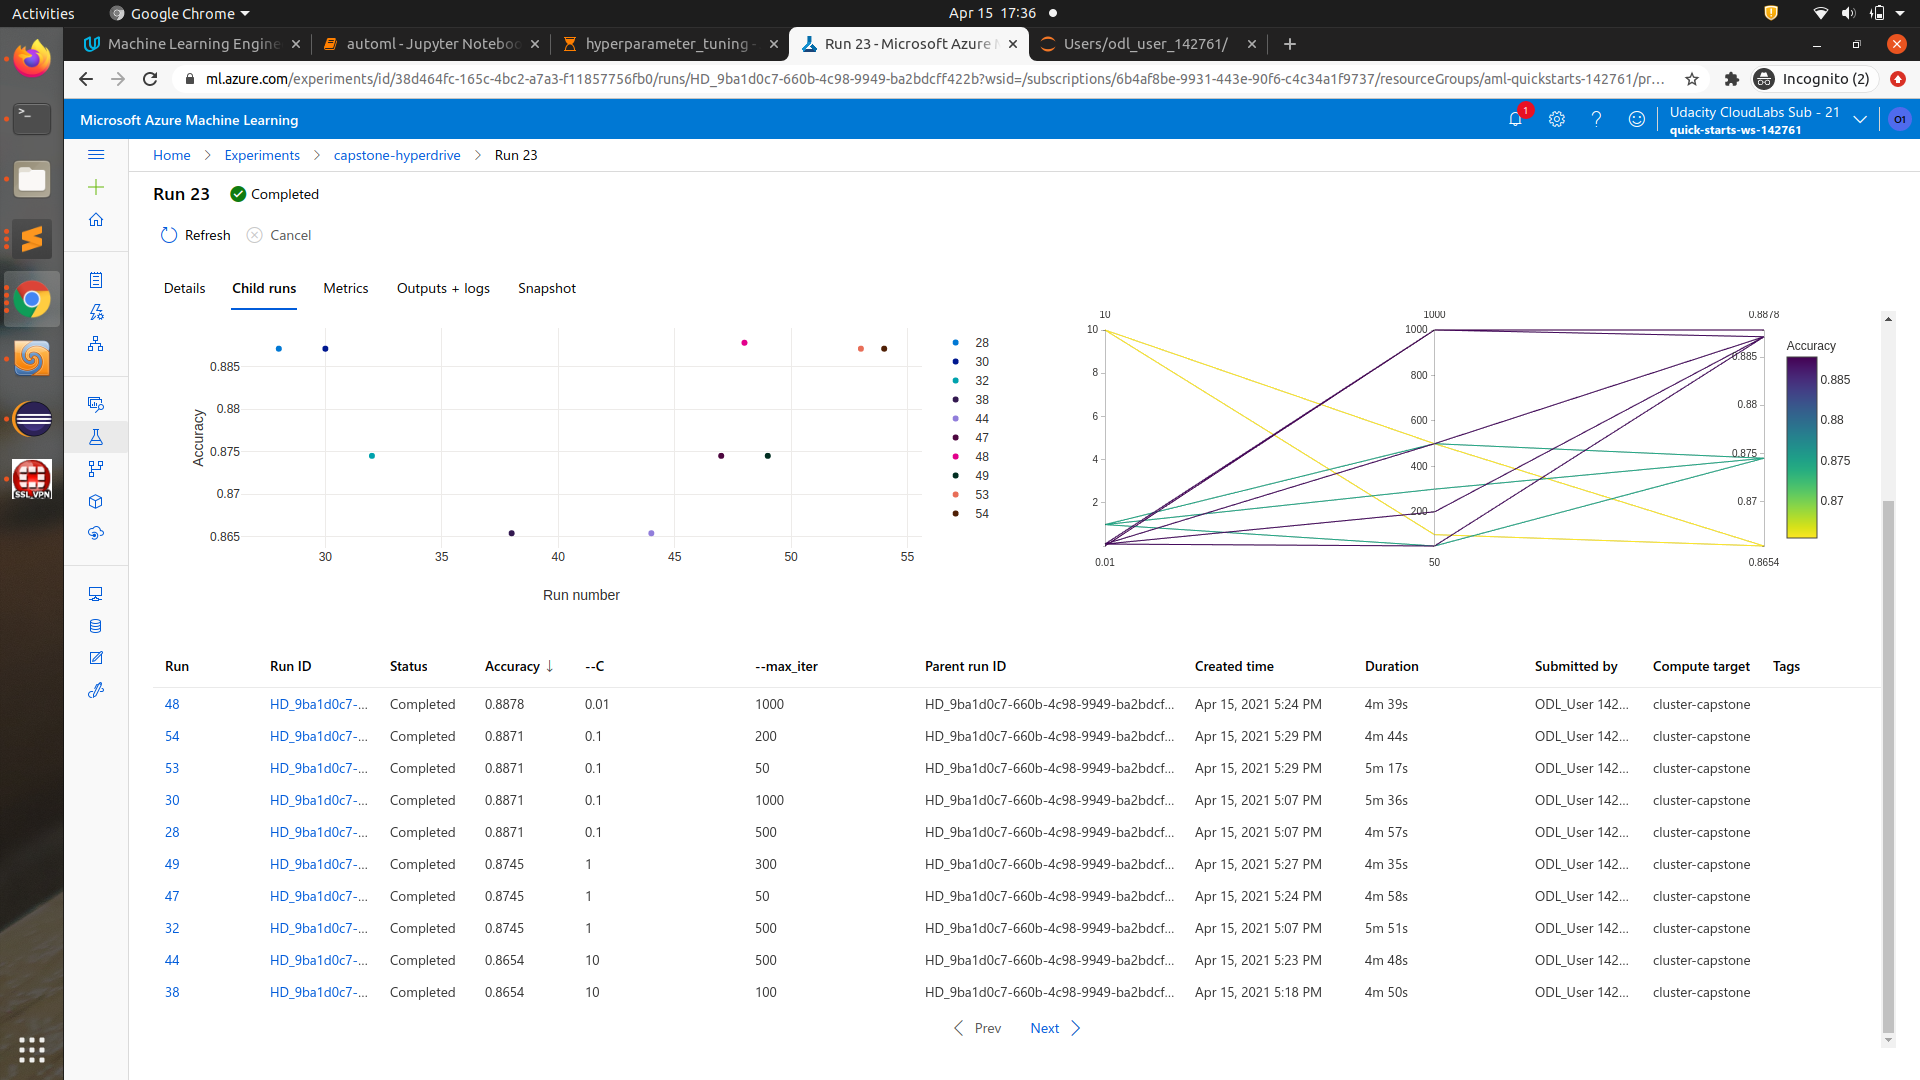 Activities Google Chrome Apr 15 17:36
Machine Learning Engine automl - Jupyter Noteboo hyperparameter_tuning - Run 23 - Microsoft Azure M Users/odl_user_142761/
ml.azure.com/experiments/id/38d464fc-165c-4bc2-a7a3-f11857756fb0/runs/HD_9ba1d0c7-660b-4c98-9949-ba2bdcff422b?wsid=/subscriptions/6b4af8be-9931-443e-90f6-c4c34a1f9737/resourceGroups/aml-quickstarts-142761/pr... Incognito (2)
Microsoft Azure Machine Learning 1 Udacity CloudLabs Sub - 21
quick-starts-ws-142761 O1
Home Experiments capstone-hyperdrive Run 23
Run 23 Completed
Refresh Cancel
Details Child runs Metrics Outputs + logs Snapshot
Accuracy
0.885
0.88
0.875
0.87
0.865
30 35 40 45 50 55
Run number
28
30
32
38
44
47
48
49
53
54
10 1000 0.8878
10
8
6
4
2
0.01
1000
800
600
400
200
50
0.885
0.88
0.875
0.87
0.8654
Accuracy
0.885
0.88
0.875
0.87
SSL VPN
Run Run ID Status Accuracy ↓ --C --max_iter Parent run ID Created time Duration Submitted by Compute target Tags
48 HD_9ba1d0c7-... Completed 0.8878 0.01 1000 HD_9ba1d0c7-660b-4c98-9949-ba2bdcf... Apr 15, 2021 5:24 PM 4m 39s ODL_User 142... cluster-capstone
54 HD_9ba1d0c7-... Completed 0.8871 0.1 200 HD_9ba1d0c7-660b-4c98-9949-ba2bdcf... Apr 15, 2021 5:29 PM 4m 44s ODL_User 142... cluster-capstone
53 HD_9ba1d0c7-... Completed 0.8871 0.1 50 HD_9ba1d0c7-660b-4c98-9949-ba2bdcf... Apr 15, 2021 5:29 PM 5m 17s ODL_User 142... cluster-capstone
30 HD_9ba1d0c7-... Completed 0.8871 0.1 1000 HD_9ba1d0c7-660b-4c98-9949-ba2bdcf... Apr 15, 2021 5:07 PM 5m 36s ODL_User 142... cluster-capstone
28 HD_9ba1d0c7-... Completed 0.8871 0.1 500 HD_9ba1d0c7-660b-4c98-9949-ba2bdcf... Apr 15, 2021 5:07 PM 4m 57s ODL_User 142... cluster-capstone
49 HD_9ba1d0c7-... Completed 0.8745 1 300 HD_9ba1d0c7-660b-4c98-9949-ba2bdcf... Apr 15, 2021 5:27 PM 4m 35s ODL_User 142... cluster-capstone
47 HD_9ba1d0c7-... Completed 0.8745 1 50 HD_9ba1d0c7-660b-4c98-9949-ba2bdcf... Apr 15, 2021 5:24 PM 4m 58s ODL_User 142... cluster-capstone
32 HD_9ba1d0c7-... Completed 0.8745 1 500 HD_9ba1d0c7-660b-4c98-9949-ba2bdcf... Apr 15, 2021 5:07 PM 5m 51s ODL_User 142... cluster-capstone
44 HD_9ba1d0c7-... Completed 0.8654 10 500 HD_9ba1d0c7-660b-4c98-9949-ba2bdcf... Apr 15, 2021 5:23 PM 4m 48s ODL_User 142... cluster-capstone
38 HD_9ba1d0c7-... Completed 0.8654 10 100 HD_9ba1d0c7-660b-4c98-9949-ba2bdcf... Apr 15, 2021 5:18 PM 4m 50s ODL_User 142... cluster-capstone
Prev Next